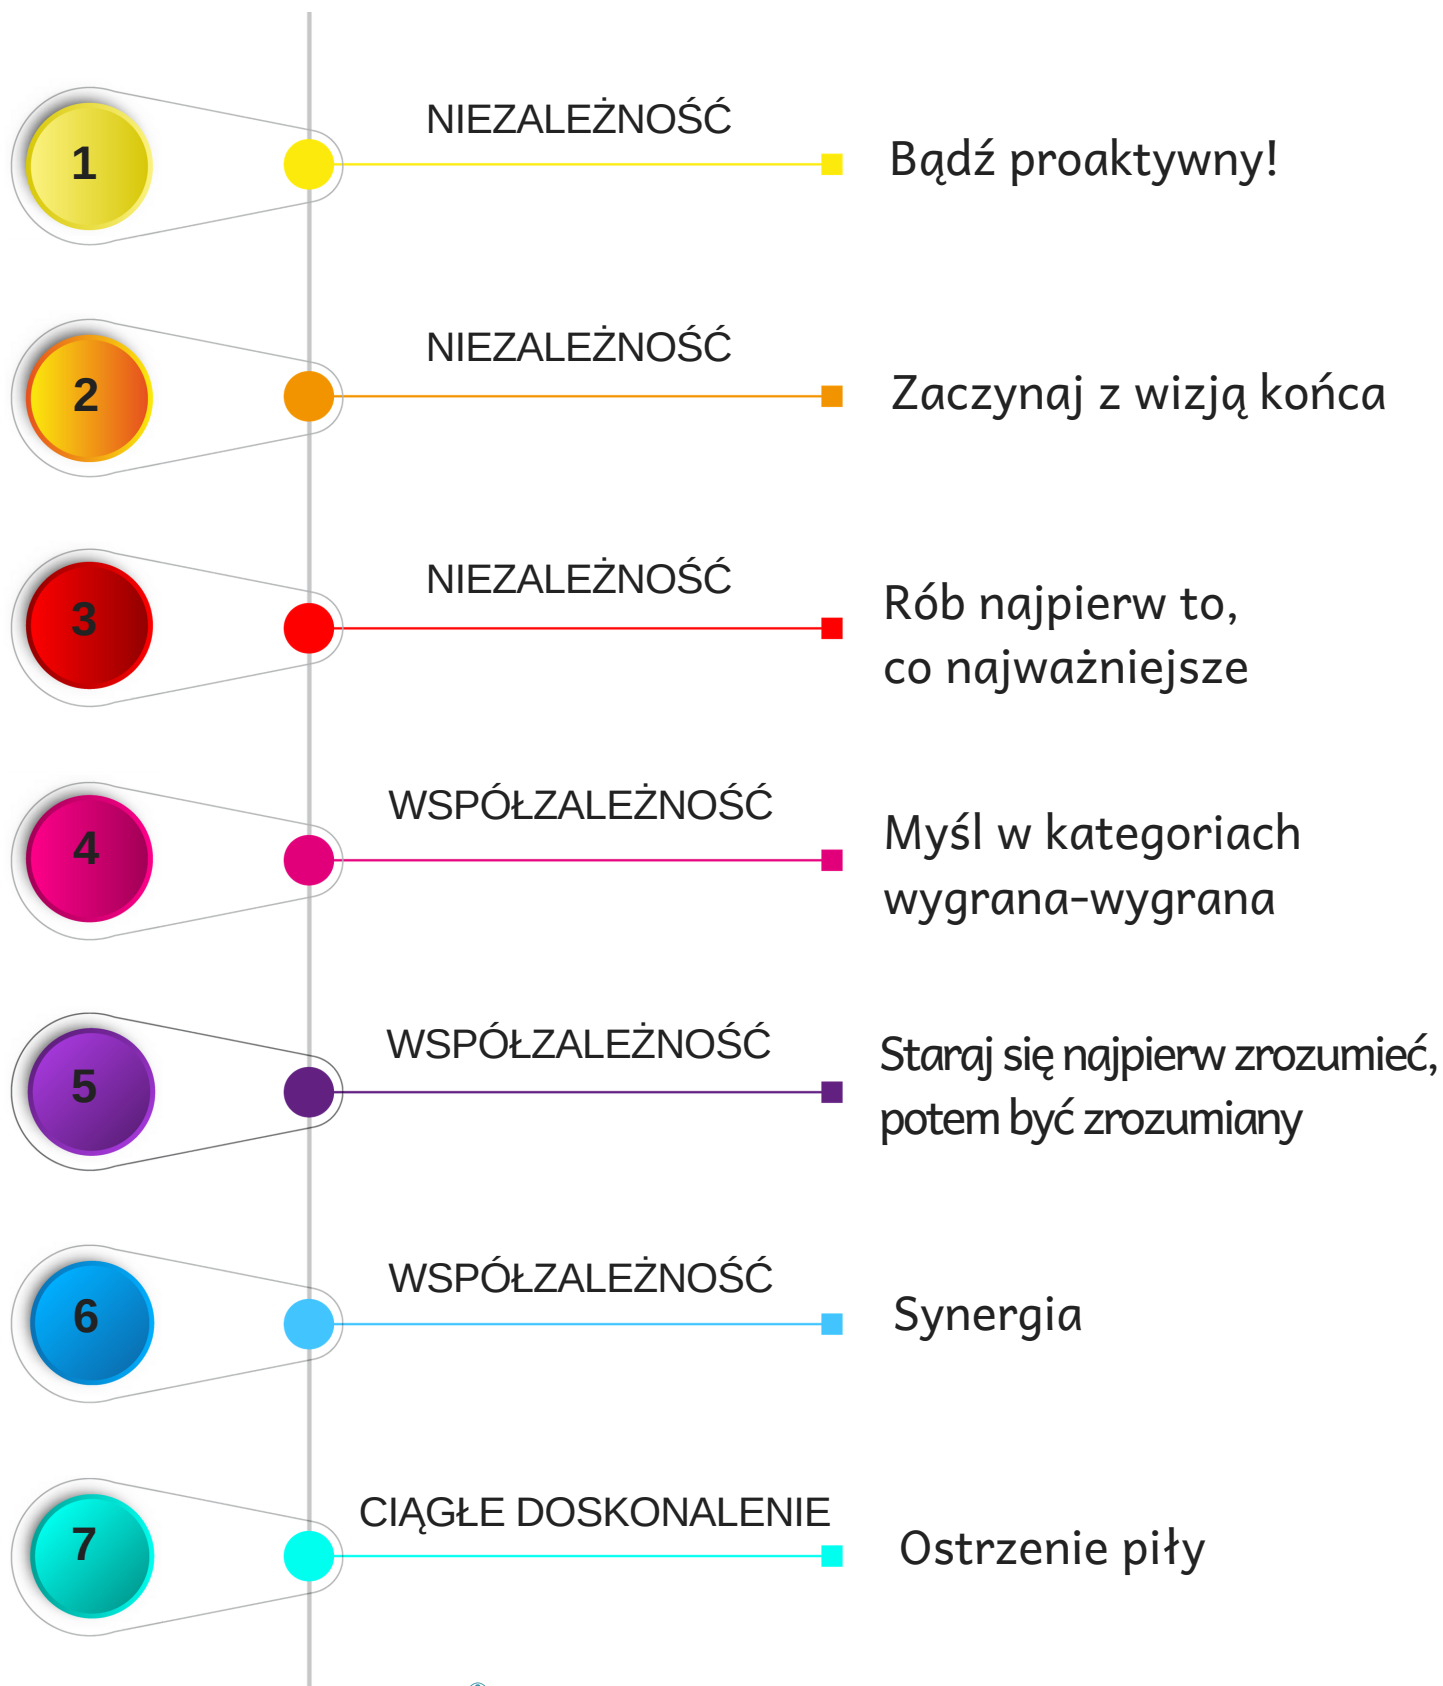 1
NIEZALEŻNOŚĆ
Bądź proaktywny!
2
NIEZALEŻNOŚĆ
Zaczynaj z wizją końca
3
NIEZALEŻNOŚĆ
Rób najpierw to,
co najważniejsze
4
WSPÓŁZALEŻNOŚĆ
Myśl w kategoriach
wygrana-wygrana
5
WSPÓŁZALEŻNOŚĆ
Staraj się najpierw zrozumieć,
potem być zrozumiany
6
WSPÓŁZALEŻNOŚĆ
Synergia
7
CIĄGŁE DOSKONALENIE
Ostrzenie piły